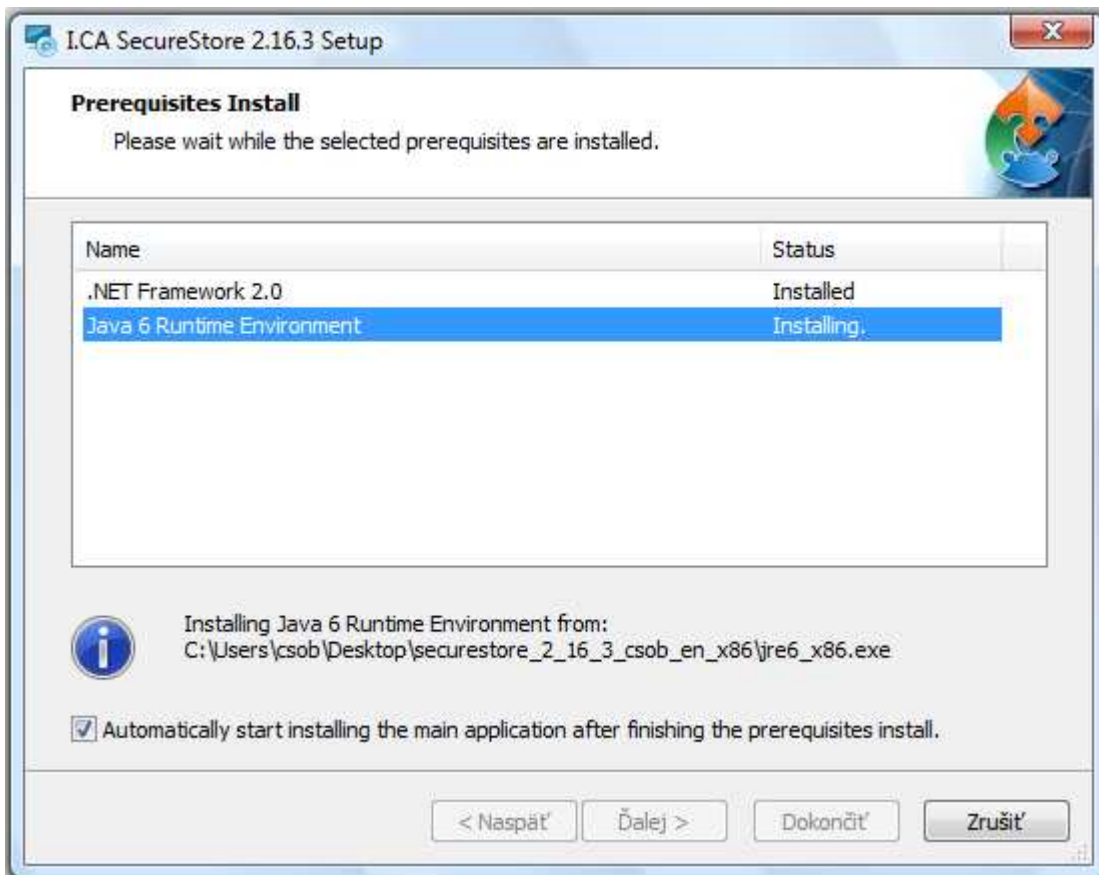 I.CA SecureStore 2.16.3 Setup
Prerequisites Install
Please wait while the selected prerequisites are installed.
Name Status
.NET Framework 2.0 Installed
Java 6 Runtime Environment Installing.
Installing Java 6 Runtime Environment from:
C:\Users\csob\Desktop\securestore_2_16_3_csob_en_x86\jre6_x86.exe
Automatically start installing the main application after finishing the prerequisites install.
< Naspäť Ďalej > Dokončiť Zrušiť